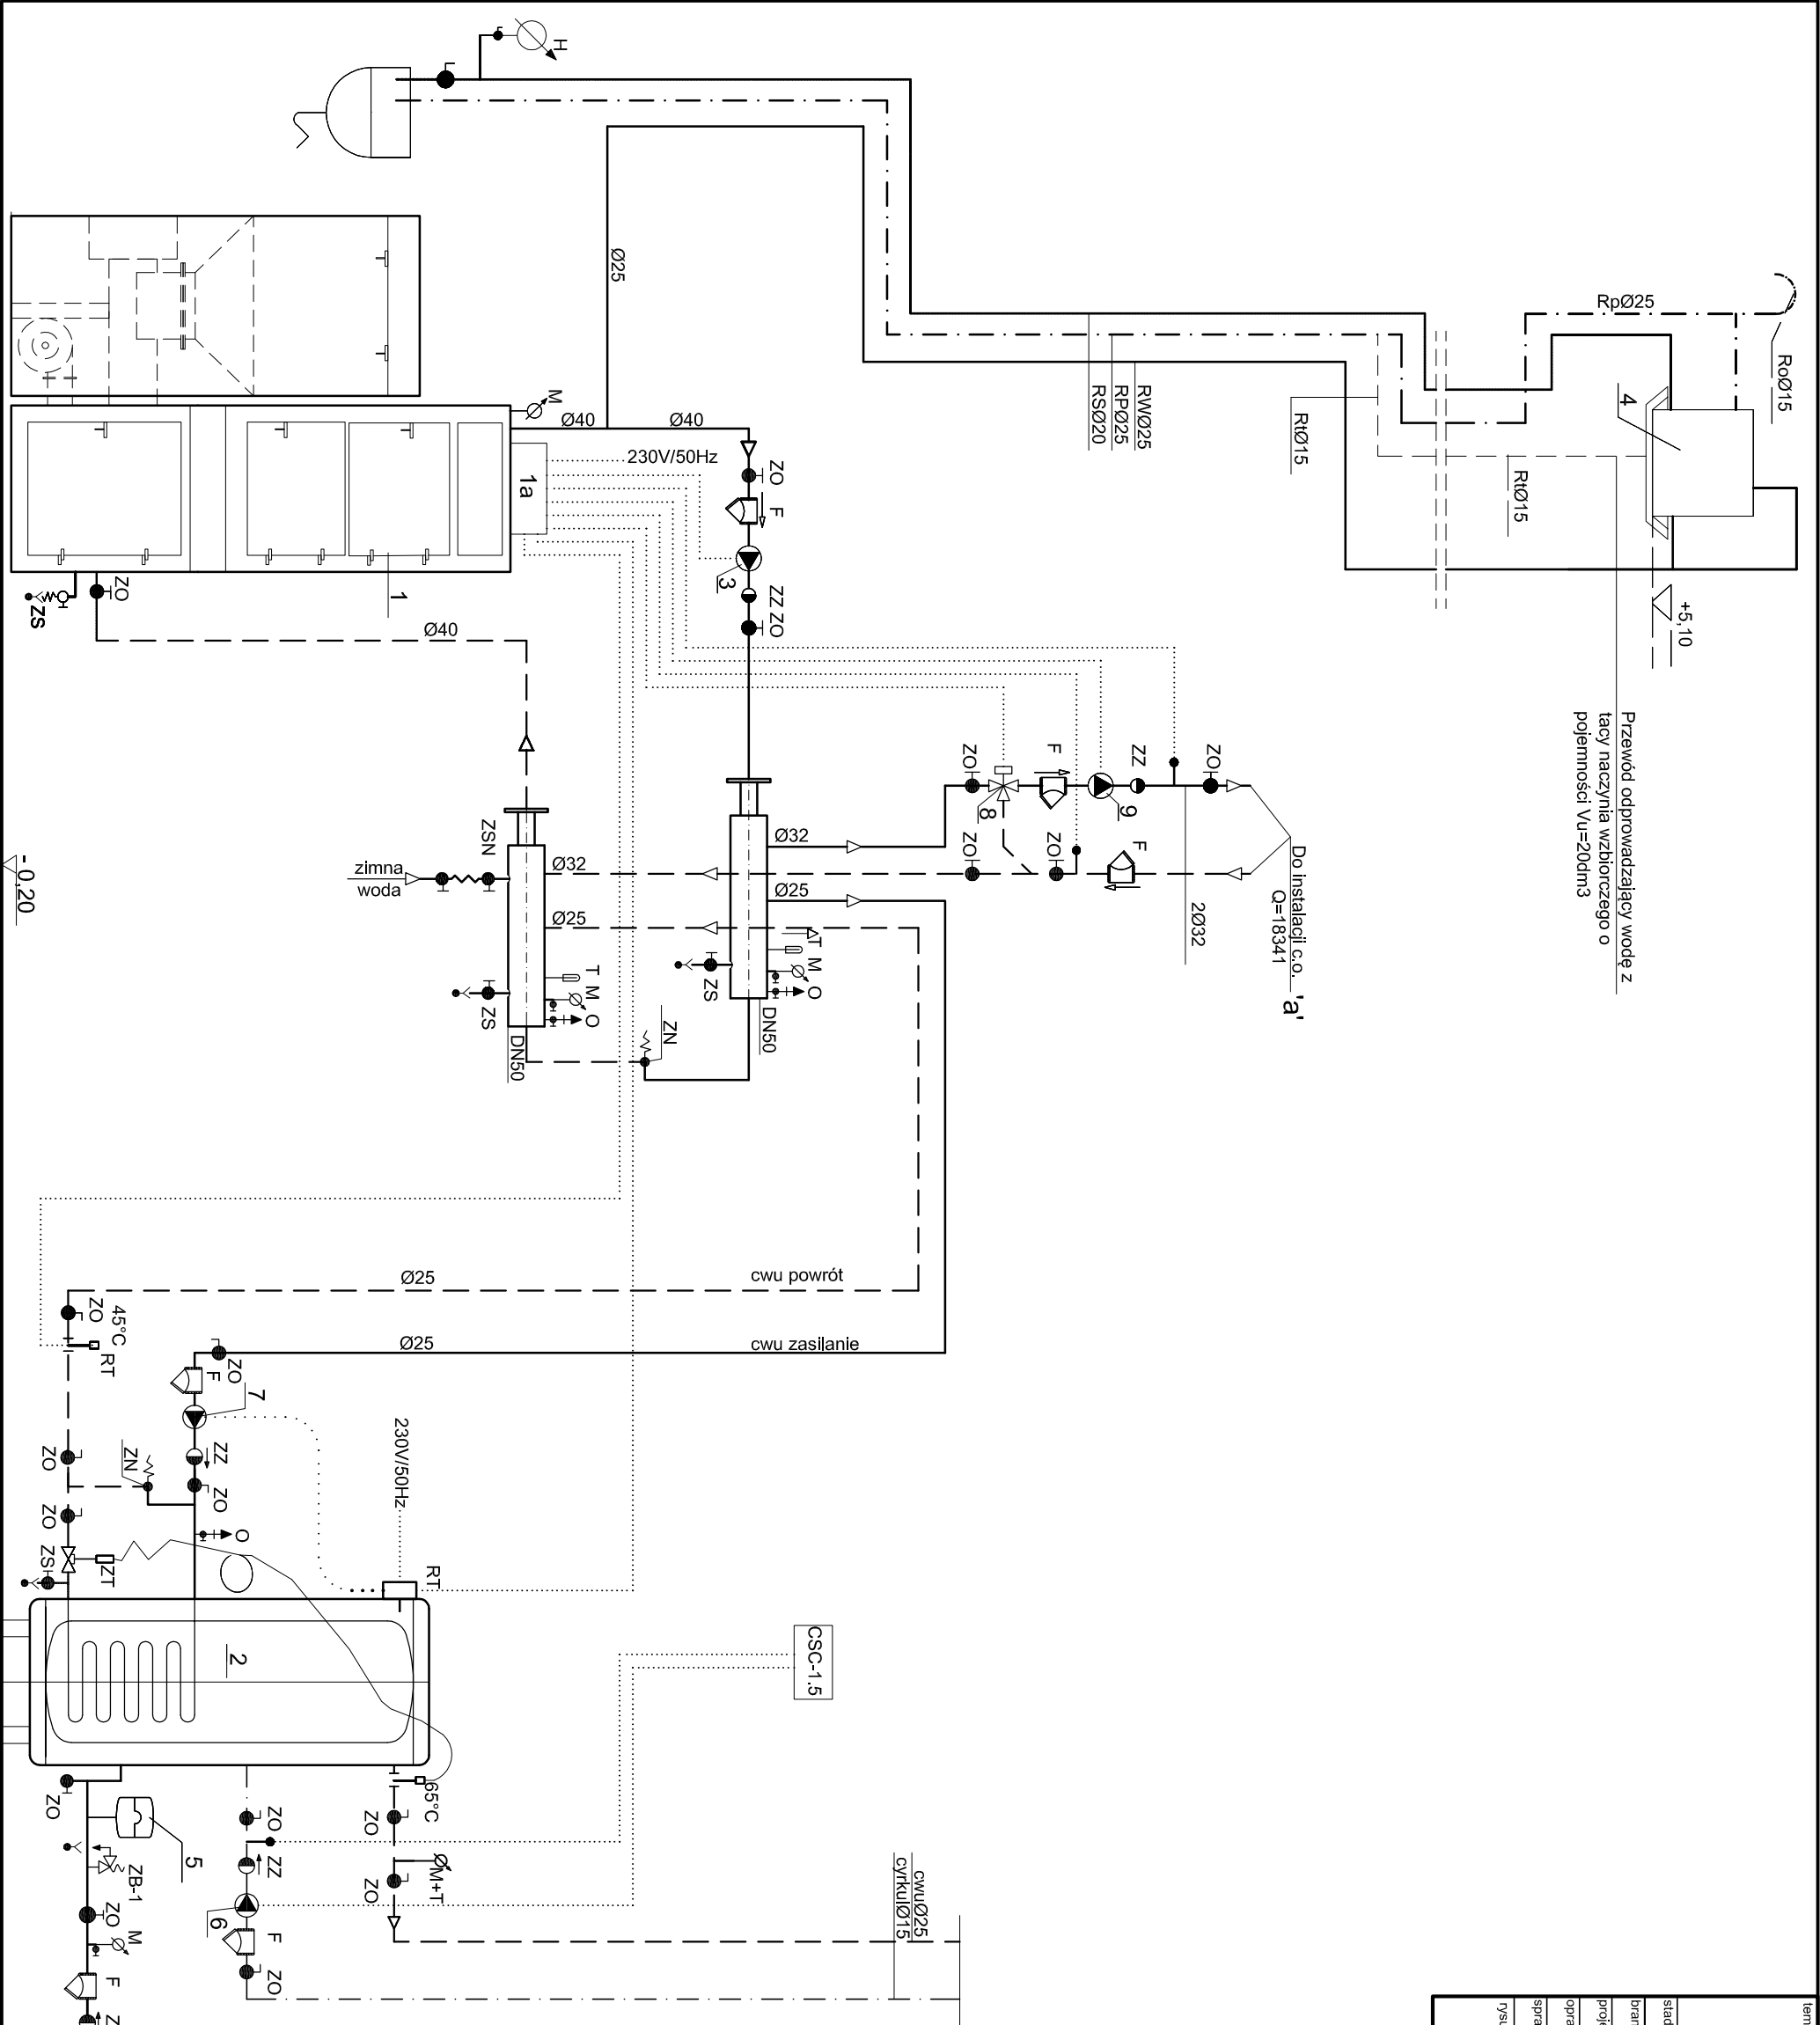 H
Ø25
RpØ25
RoØ15
4
RWØ25
RPØ25
RSØ20
RtØ15
RtØ15
+5,10
Przewód odprowadzający wodę z
tacy naczynia wzbiorczego o
pojemności Vu=20dm3
M
Ø40
Ø40
230V/50Hz
1a
ZO
F
3
ZZ
ZO
1
ZO
ZS
Ø40
ZO
8
F
9
ZZ
ZO
ZO
ZO
F
Do instalacji c.o.
Q=18341
'a'
2Ø32
Ø32
Ø25
T
M
O
ZS
DN50
ZSN
zimna
woda
Ø32
Ø25
T
M
O
ZS
DN50
ZN
-0,20
Ø25
cwu powrót
Ø25
cwu zasilanie
ZO
45°C
RT
ZO
F
7
ZZ
ZO
ZN
ZO
ZO
O
ZS
ZT
230V/50Hz
RT
2
CSC-1.5
65°C
ZO
M+T
ZO
ZO
ZZ
6
F
ZO
cwuØ25
cyrkulØ15
ZO
5
ZB-1
ZO
M
F